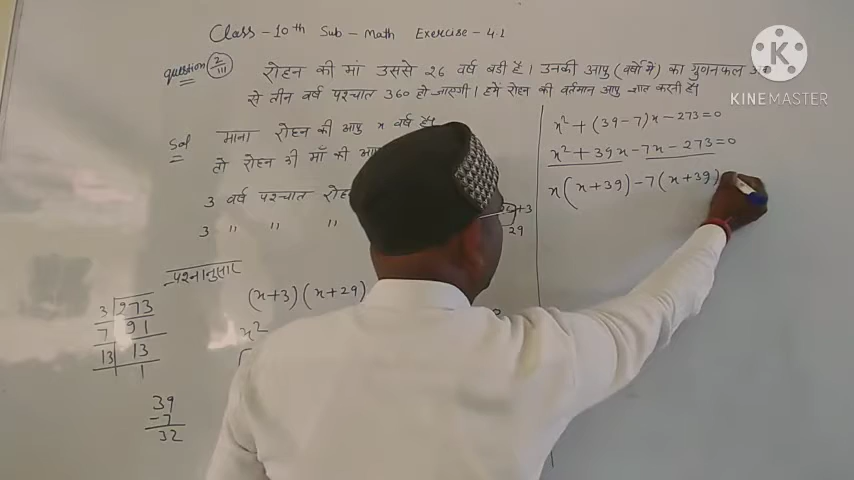 Class - 10th Sub - Math Exercise - 4.1
question 2/iii रोहन की मां उससे 26 वर्ष बडी है। उनकी आयु (वर्षो में) का गुणनफल
से तीन वर्ष पश्चात 360 हो जाएगी। हमें रोहन की वर्तमान आयु ज्ञात करनी है।
Sol माना रोहन की आयु x वर्ष है।
तो रोहन की माँ की आयु
3 वर्ष पश्चात
3 " " "
+3
29
प्रश्नानुसार
(x+3) (x+29)
x²
3 273
7 91
13 13
1
39
-7
32
x² + (39-7)x - 273 = 0
x² + 39x - 7x - 273 = 0
x(x+39) - 7(x+39)
KINEMASTER